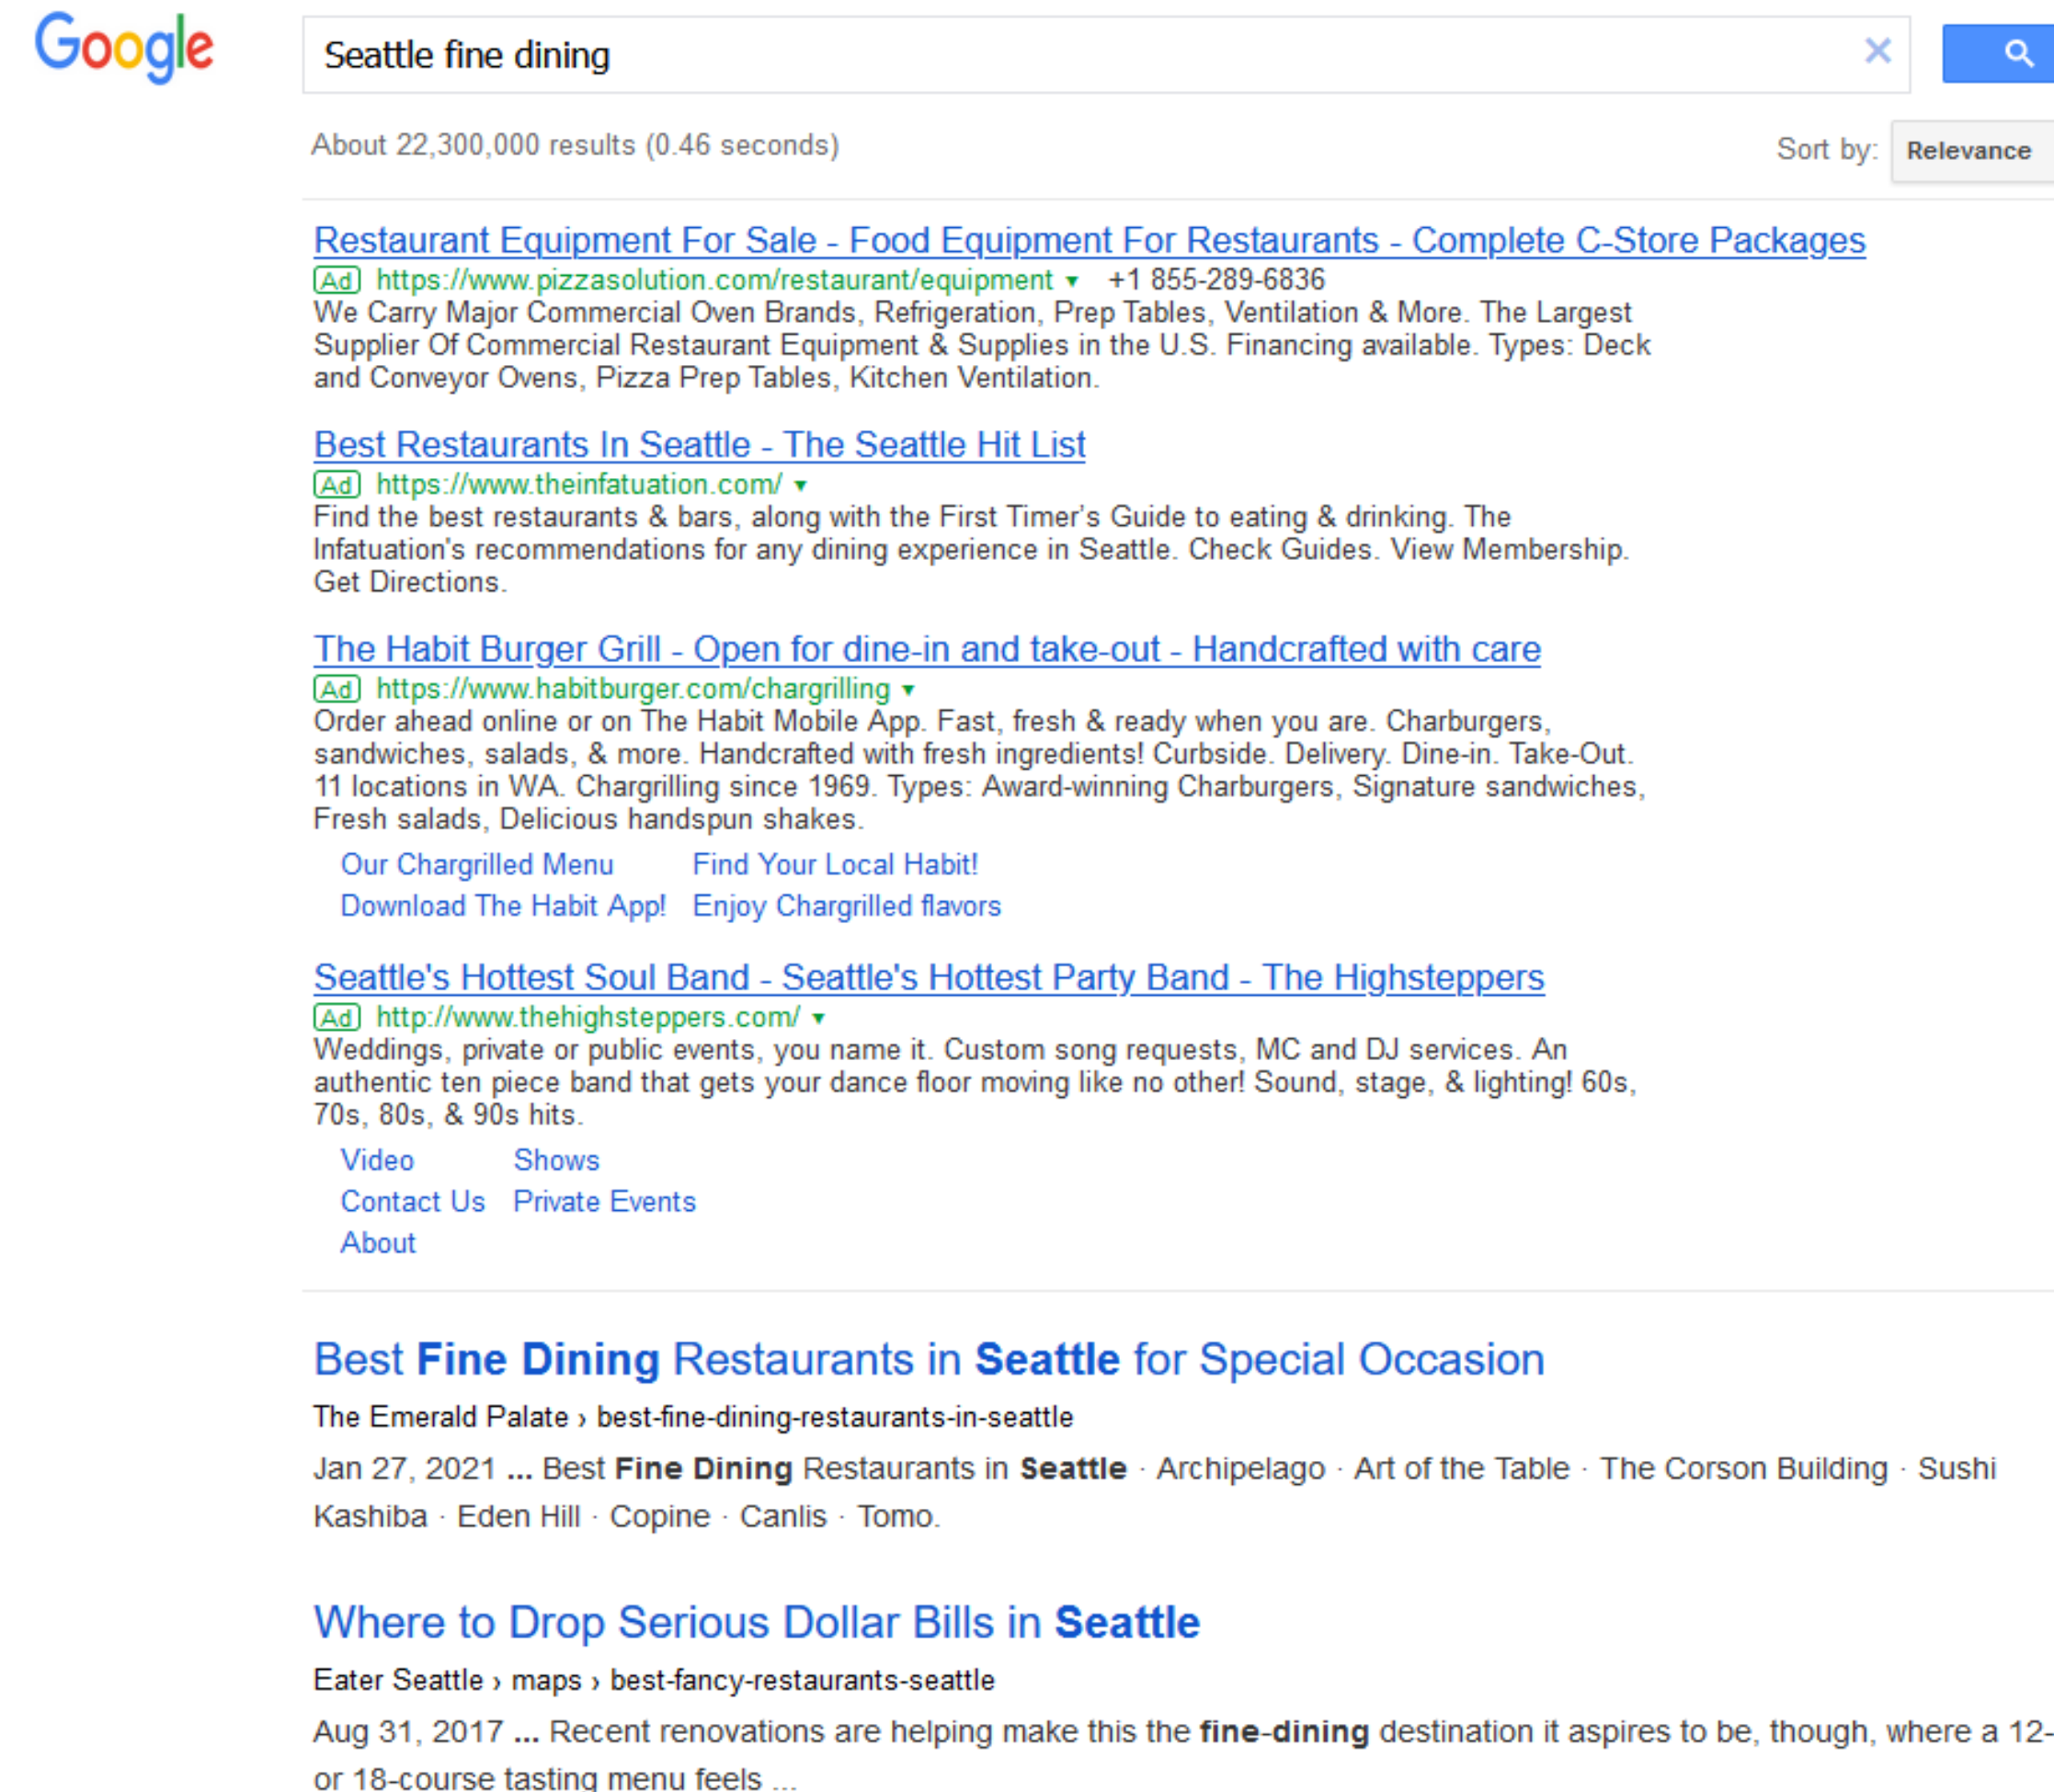 Google
Seattle fine dining
About 22,300,000 results (0.46 seconds)
Sort by: Relevance
Restaurant Equipment For Sale - Food Equipment For Restaurants - Complete C-Store Packages
Ad https://www.pizzasolution.com/restaurant/equipment ▼ +1 855-289-6836
We Carry Major Commercial Oven Brands, Refrigeration, Prep Tables, Ventilation & More. The Largest
Supplier Of Commercial Restaurant Equipment & Supplies in the U.S. Financing available. Types: Deck
and Conveyor Ovens, Pizza Prep Tables, Kitchen Ventilation.
Best Restaurants In Seattle - The Seattle Hit List
Ad https://www.theinfatuation.com/ ▼
Find the best restaurants & bars, along with the First Timer's Guide to eating & drinking. The
Infatuation's recommendations for any dining experience in Seattle. Check Guides. View Membership.
Get Directions.
The Habit Burger Grill - Open for dine-in and take-out - Handcrafted with care
Ad https://www.habitburger.com/chargrilling ▼
Order ahead online or on The Habit Mobile App. Fast, fresh & ready when you are. Charburgers,
sandwiches, salads, & more. Handcrafted with fresh ingredients! Curbside. Delivery. Dine-in. Take-Out.
11 locations in WA. Chargrilling since 1969. Types: Award-winning Charburgers, Signature sandwiches,
Fresh salads, Delicious handspun shakes.
Our Chargrilled Menu Find Your Local Habit!
Download The Habit App! Enjoy Chargrilled flavors
Seattle's Hottest Soul Band - Seattle's Hottest Party Band - The Highsteppers
Ad http://www.thehighsteppers.com/ ▼
Weddings, private or public events, you name it. Custom song requests, MC and DJ services. An
authentic ten piece band that gets your dance floor moving like no other! Sound, stage, & lighting! 60s,
70s, 80s, & 90s hits.
Video Shows
Contact Us Private Events
About
Best Fine Dining Restaurants in Seattle for Special Occasion
The Emerald Palate › best-fine-dining-restaurants-in-seattle
Jan 27, 2021 ... Best Fine Dining Restaurants in Seattle · Archipelago · Art of the Table · The Corson Building · Sushi
Kashiba · Eden Hill · Copine · Canlis · Tomo.
Where to Drop Serious Dollar Bills in Seattle
Eater Seattle › maps › best-fancy-restaurants-seattle
Aug 31, 2017 ... Recent renovations are helping make this the fine-dining destination it aspires to be, though, where a 12-
or 18-course tasting menu feels ...